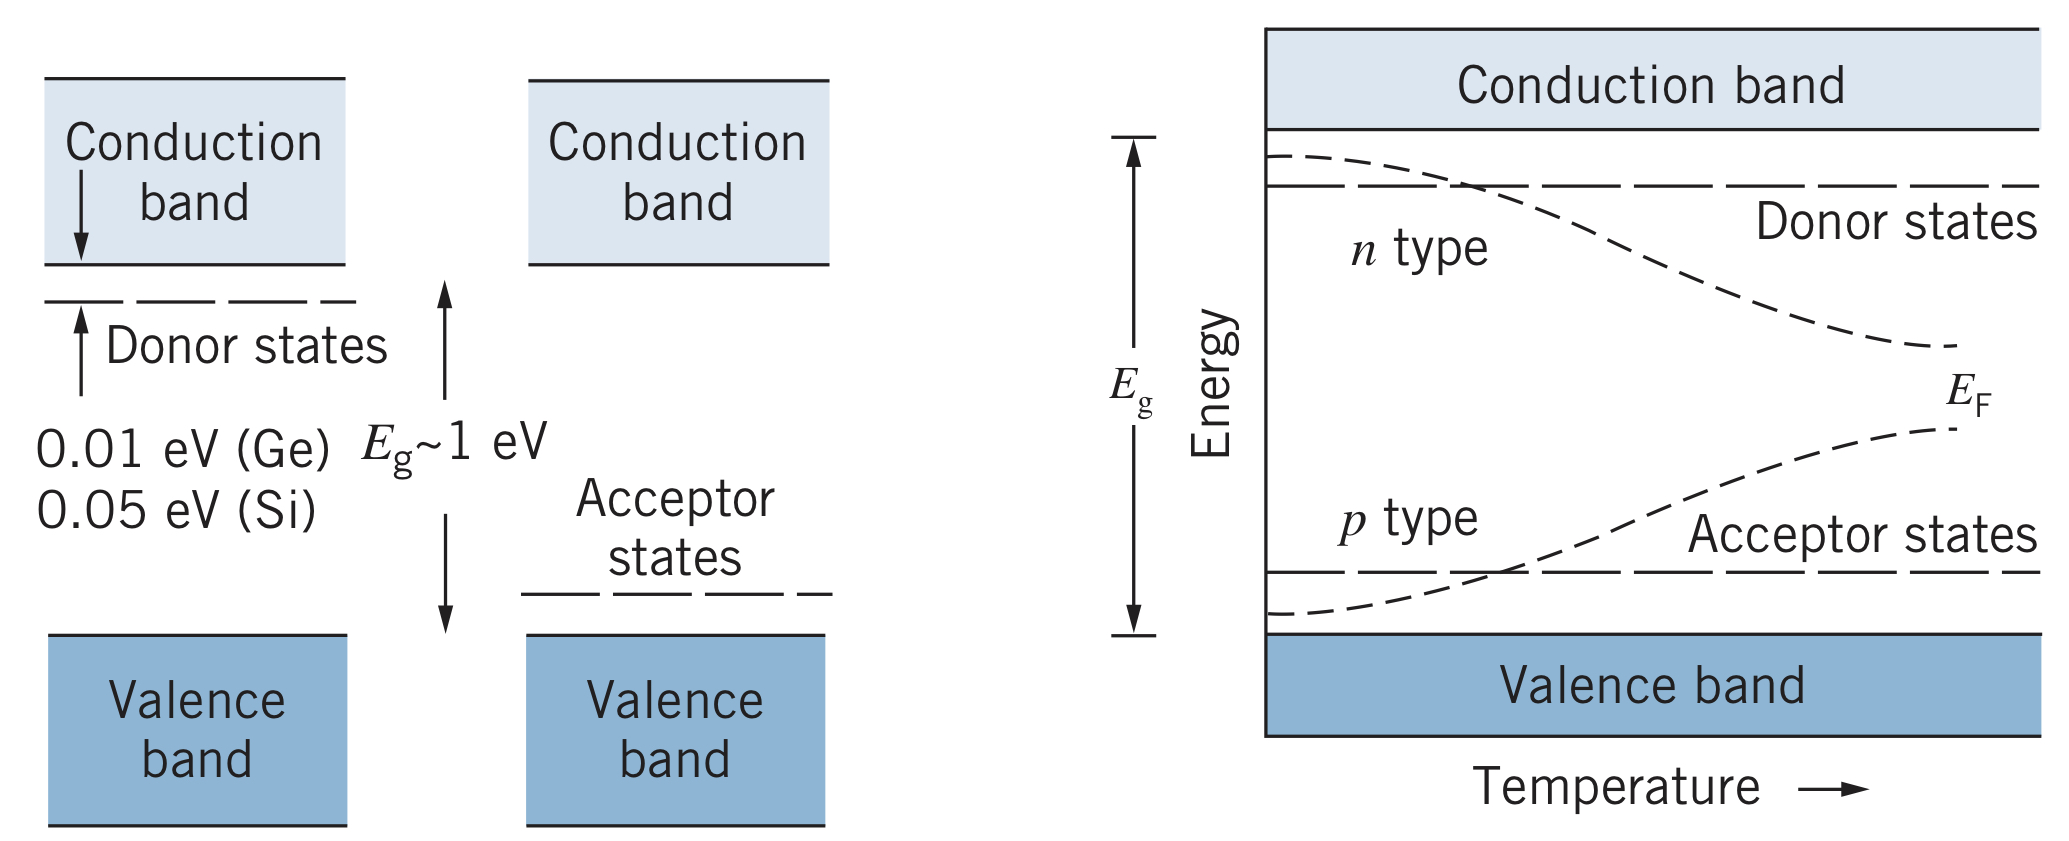 Conduction
band
Donor states
0.01 eV (Ge)
0.05 eV (Si)
Eg~1 eV
Valence
band
Conduction
band
Acceptor
states
Valence
band
Eg
Energy
Conduction band
Donor states
n type
EF
p type
Acceptor states
Valence band
Temperature